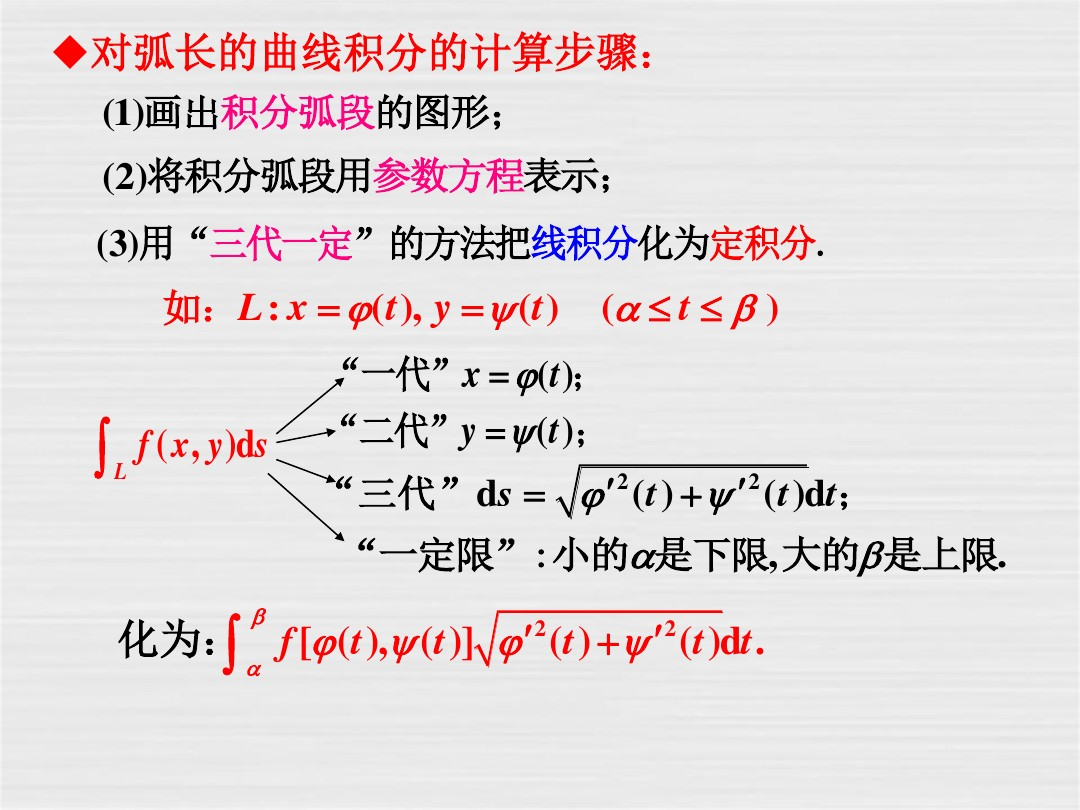 ◆对弧长的曲线积分的计算步骤：
(1)画出积分弧段的图形；
(2)将积分弧段用参数方程表示；
(3)用“三代一定”的方法把线积分化为定积分.
如：L: x = φ(t), y = ψ(t) (α ≤ t ≤ β)
“一代” x = φ(t)；
∫_L f(x, y)ds
“二代” y = ψ(t)；
“三代” ds = √(φ′²(t) + ψ′²(t))dt；
“一定限”：小的α是下限,大的β是上限.
化为：∫_α^β f[φ(t),ψ(t)]√(φ′²(t) + ψ′²(t))dt.